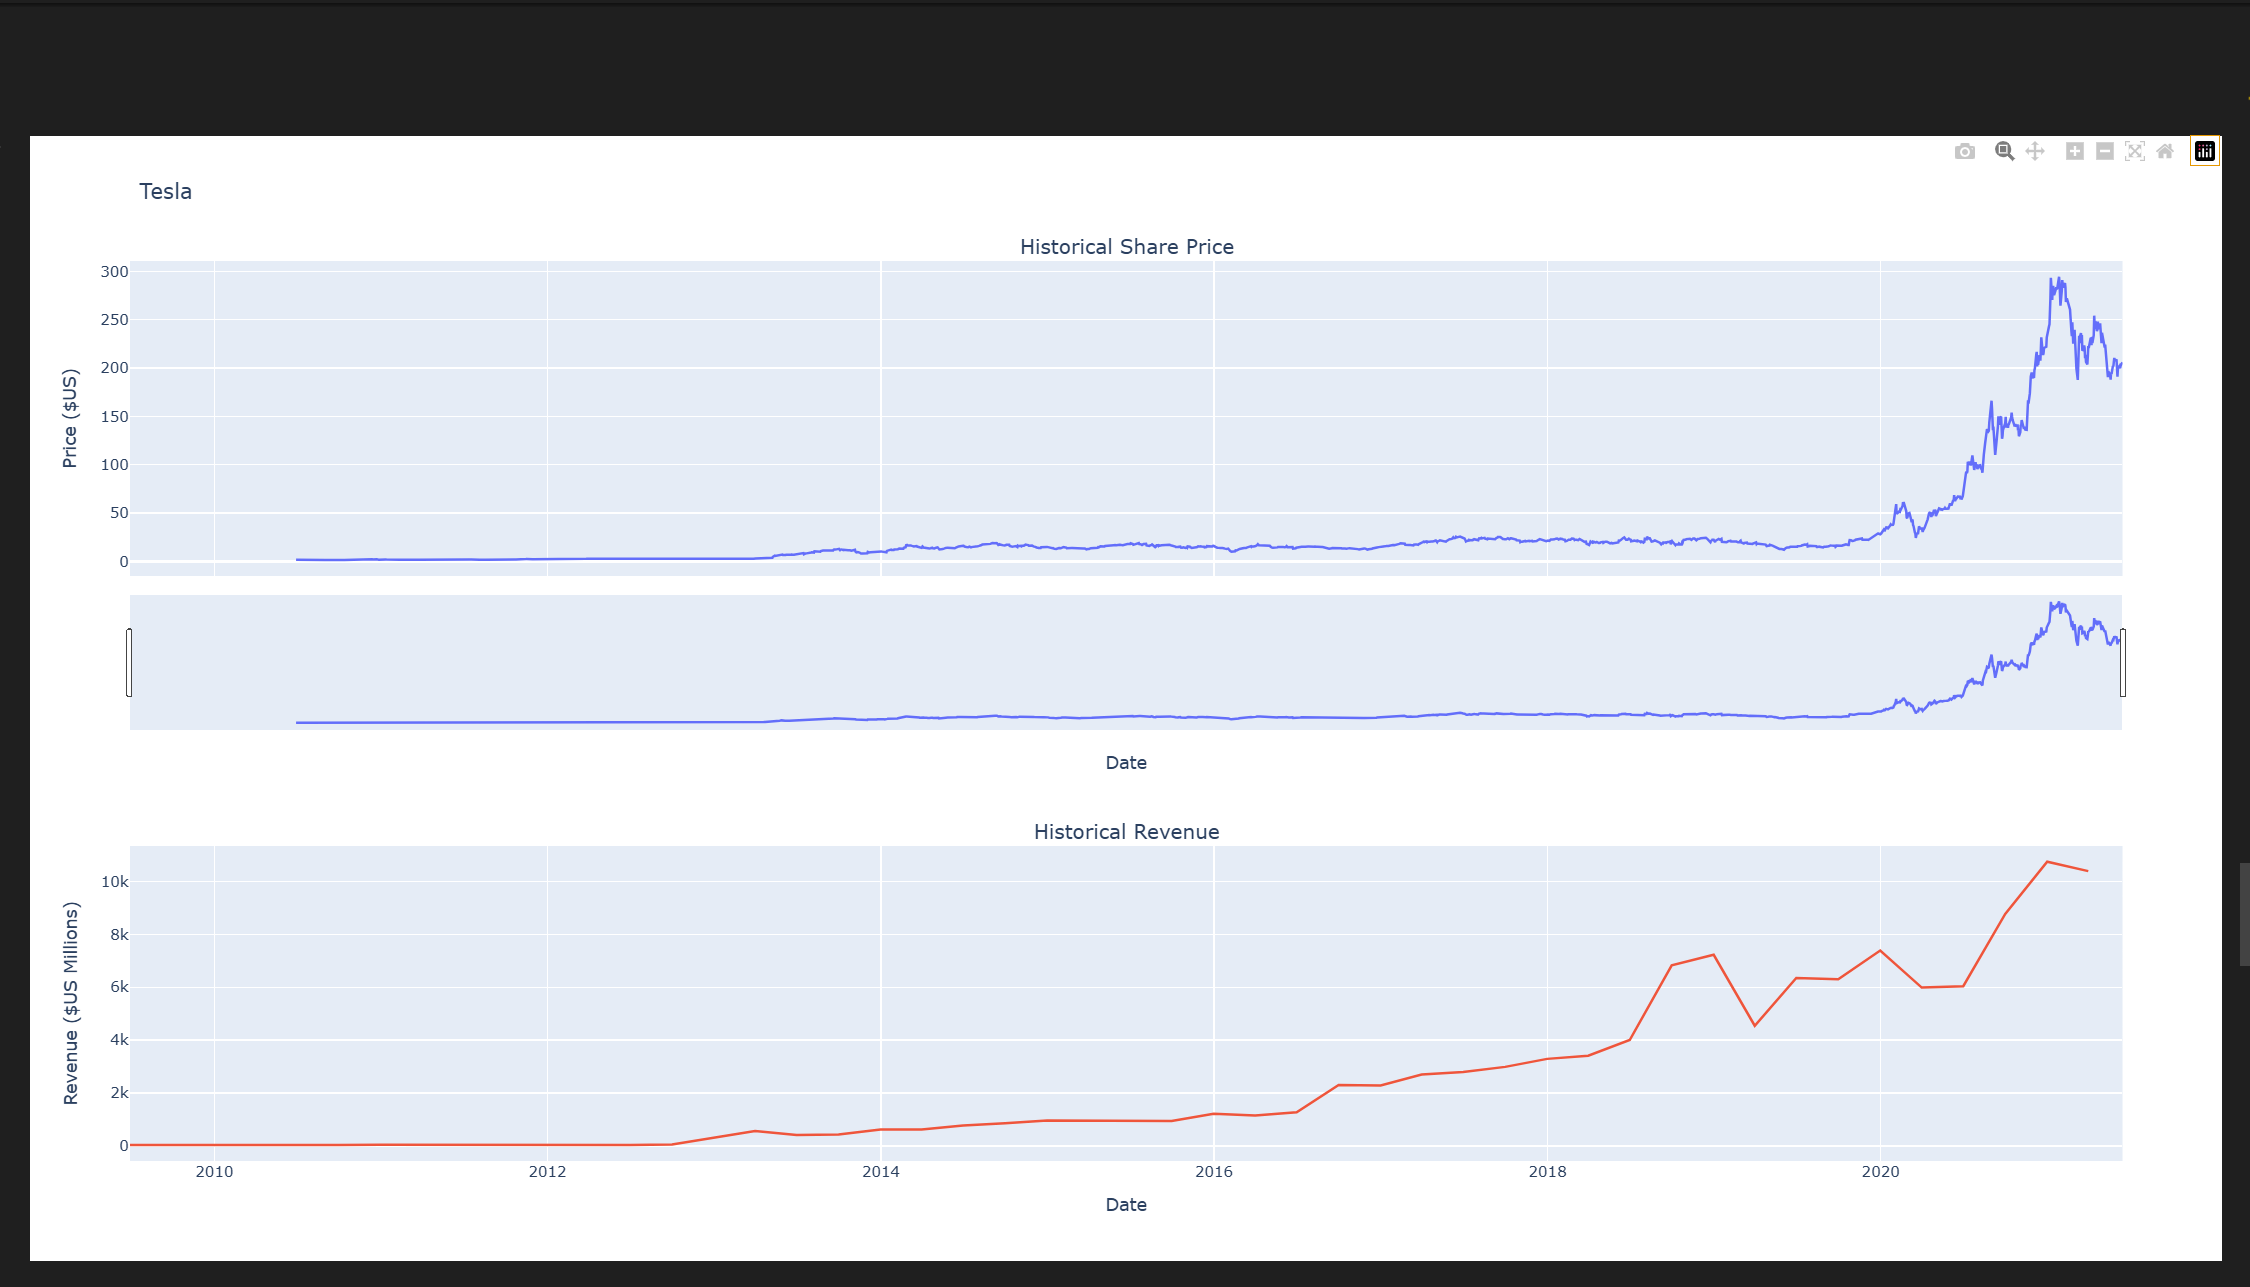 Tesla
Historical Share Price
300
250
200
150
100
50
0
Price ($US)
Date
Historical Revenue
10k
8k
6k
4k
2k
0
Revenue ($US Millions)
2010 2012 2014 2016 2018 2020
Date